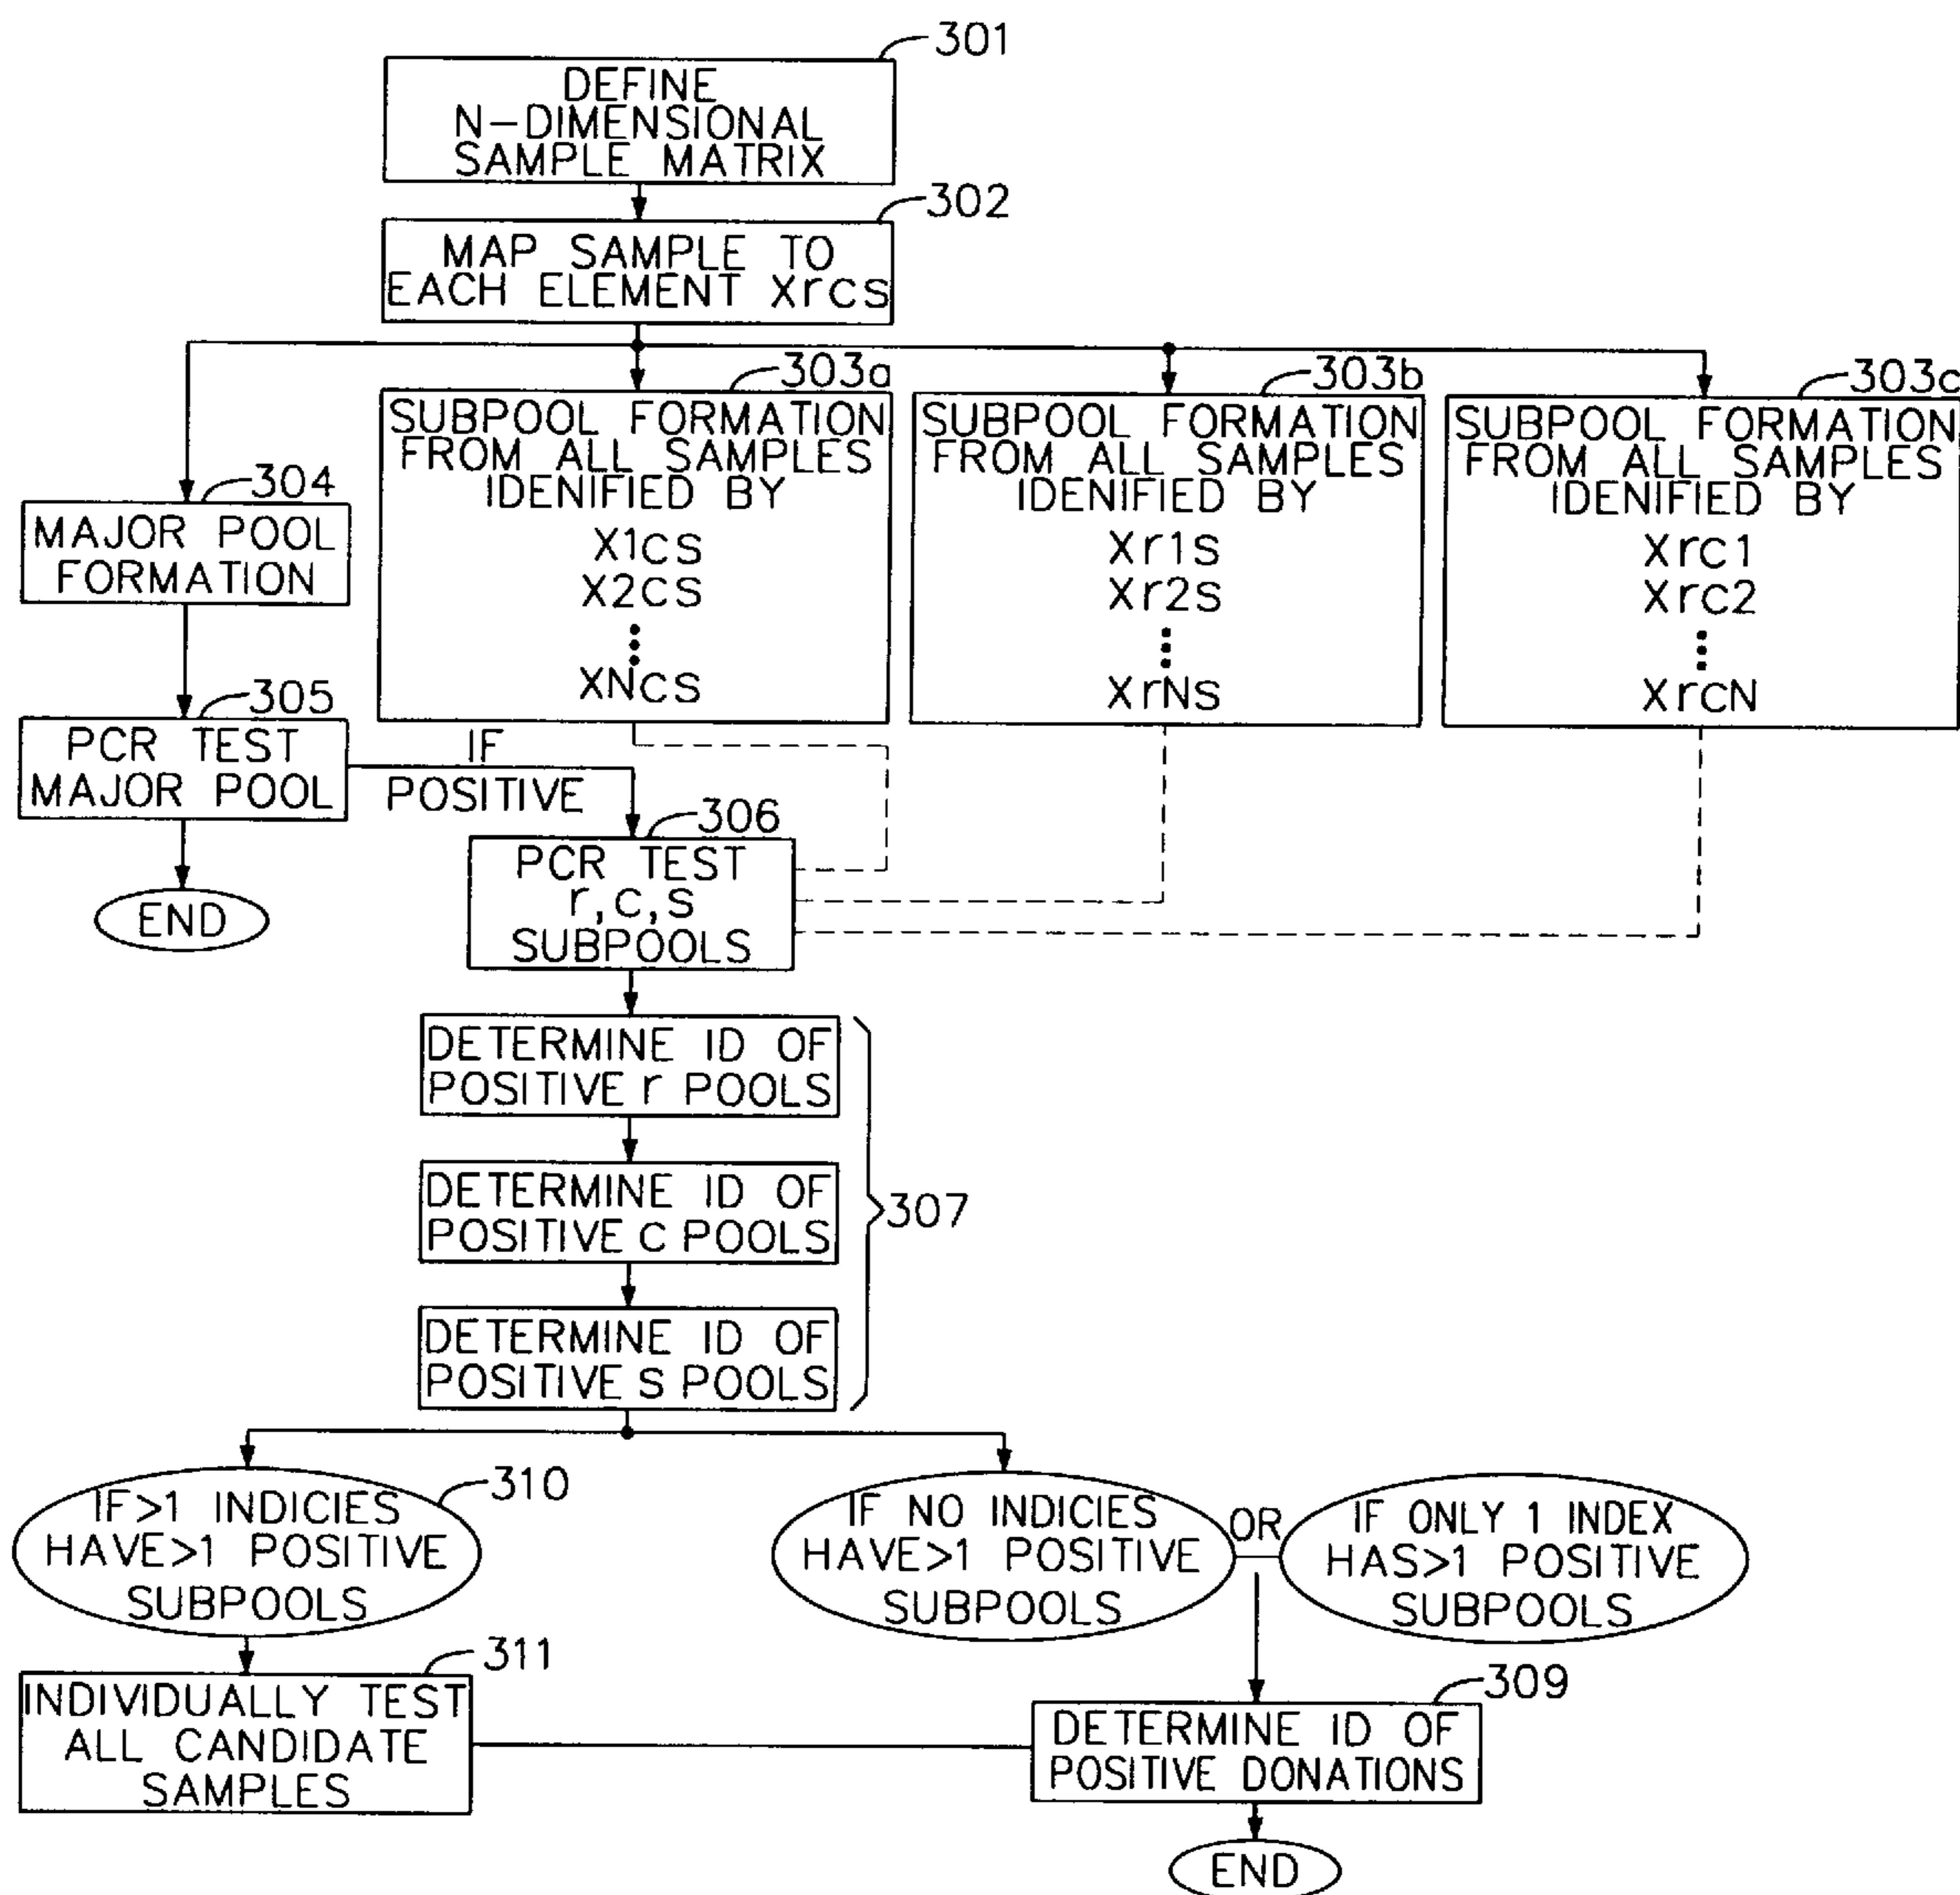 301
DEFINE
N-DIMENSIONAL
SAMPLE MATRIX
302
MAP SAMPLE TO
EACH ELEMENT Xrcs
303a
SUBPOOL FORMATION
FROM ALL SAMPLES
IDENIFIED BY
X1cs
X2cs
XNcs
303b
SUBPOOL FORMATION
FROM ALL SAMPLES
IDENIFIED BY
Xr1s
Xr2s
XrNs
303c
SUBPOOL FORMATION
FROM ALL SAMPLES
IDENIFIED BY
Xrc1
Xrc2
XrcN
304
MAJOR POOL
FORMATION
305
PCR TEST
MAJOR POOL
IF
POSITIVE
END
306
PCR TEST
r,c,s
SUBPOOLS
DETERMINE ID OF
POSITIVE r POOLS
DETERMINE ID OF
POSITIVE c POOLS
307
DETERMINE ID OF
POSITIVE s POOLS
310
IF>1 INDICIES
HAVE>1 POSITIVE
SUBPOOLS
IF NO INDICIES
HAVE>1 POSITIVE
SUBPOOLS
OR
IF ONLY 1 INDEX
HAS>1 POSITIVE
SUBPOOLS
311
INDIVIDUALLY TEST
ALL CANDIDATE
SAMPLES
309
DETERMINE ID OF
POSITIVE DONATIONS
END